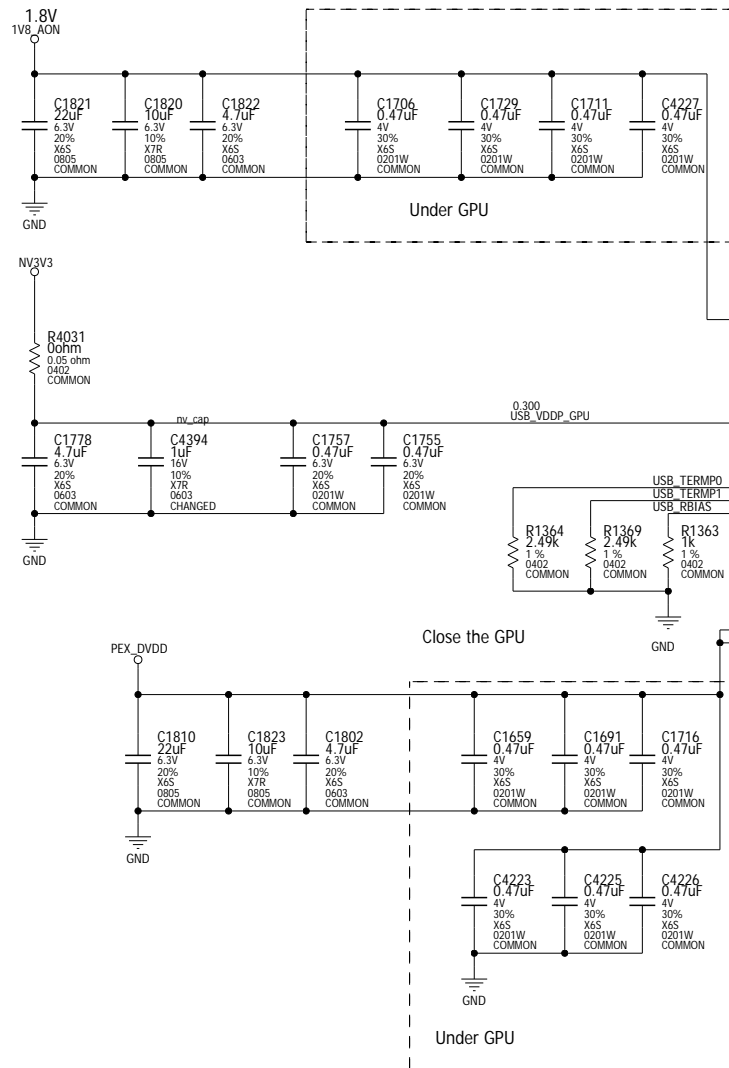 1.8V
1V8_AON
C1821
22uF
6.3V
20%
X6S
0805
COMMON
C1820
10uF
6.3V
10%
X7R
0805
COMMON
C1822
4.7uF
6.3V
20%
X6S
0603
COMMON
C1706
0.47uF
4V
30%
X6S
0201W
COMMON
C1729
0.47uF
4V
30%
X6S
0201W
COMMON
C1711
0.47uF
4V
30%
X6S
0201W
COMMON
C4227
0.47uF
4V
30%
X6S
0201W
COMMON
GND
Under GPU
NV3V3
R4031
0ohm
0.05 ohm
0402
COMMON
nv_cap
0.300
USB_VDDP_GPU
C1778
4.7uF
6.3V
20%
X6S
0603
COMMON
C4394
1uF
16V
10%
X7R
0603
CHANGED
C1757
0.47uF
6.3V
20%
X6S
0201W
COMMON
C1755
0.47uF
6.3V
20%
X6S
0201W
COMMON
GND
USB_TERMP0
USB_TERMP1
USB_RBIAS
R1364
2.49k
1 %
0402
COMMON
R1369
2.49k
1 %
0402
COMMON
R1363
1k
1 %
0402
COMMON
GND
Close the GPU
PEX_DVDD
C1810
22uF
6.3V
20%
X6S
0805
COMMON
C1823
10uF
6.3V
10%
X7R
0805
COMMON
C1802
4.7uF
6.3V
20%
X6S
0603
COMMON
C1659
0.47uF
4V
30%
X6S
0201W
COMMON
C1691
0.47uF
4V
30%
X6S
0201W
COMMON
C1716
0.47uF
4V
30%
X6S
0201W
COMMON
GND
C4223
0.47uF
4V
30%
X6S
0201W
COMMON
C4225
0.47uF
4V
30%
X6S
0201W
COMMON
C4226
0.47uF
4V
30%
X6S
0201W
COMMON
GND
Under GPU